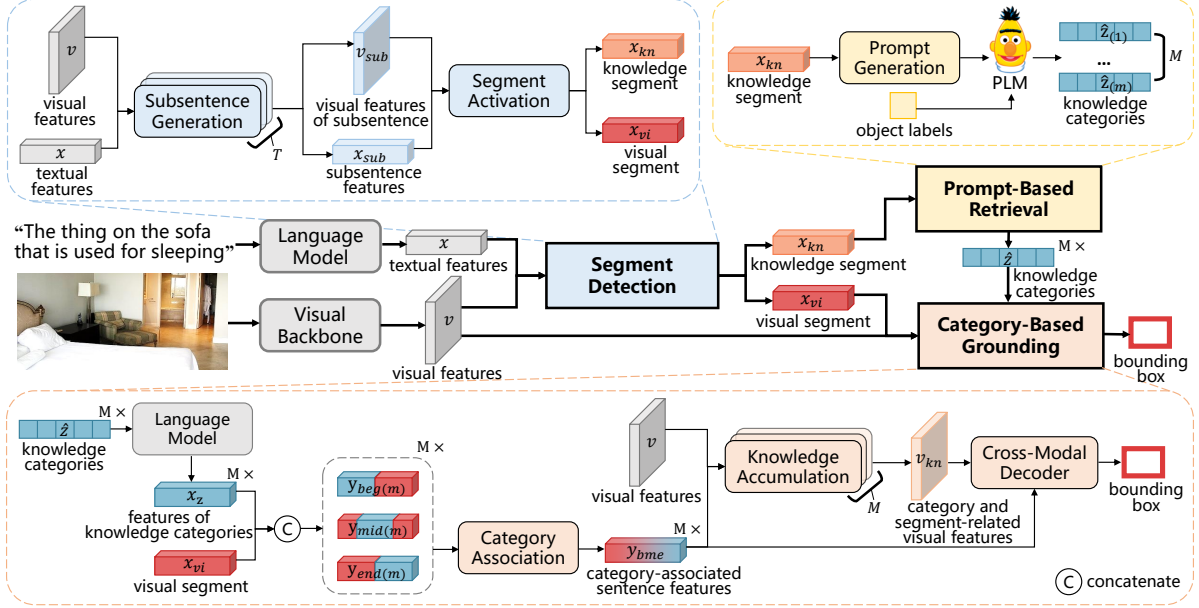 v
visual
features
x
textual
features
Subsentence
Generation
T
v_sub
visual features
of subsentence
x_sub
subsentence
features
Segment
Activation
x_kn
knowledge
segment
x_vi
visual
segment
x_kn
knowledge
segment
Prompt
Generation
object labels
PLM
ẑ_(1)
...
ẑ_(m)
M
knowledge
categories
“The thing on the sofa
that is used for sleeping”
Language
Model
x
textual features
Visual
Backbone
v
visual features
Segment
Detection
x_kn
knowledge segment
x_vi
visual segment
Prompt-Based
Retrieval
ẑ
M ×
knowledge
categories
Category-Based
Grounding
bounding
box
ẑ
M ×
knowledge
categories
Language
Model
M ×
x_z
features of
knowledge categories
x_vi
visual segment
C
M ×
y_beg(m)
y_mid(m)
y_end(m)
Category
Association
M ×
y_bme
category-associated
sentence features
v
visual features
Knowledge
Accumulation
M
v_kn
category and
segment-related
visual features
Cross-Modal
Decoder
bounding
box
C concatenate